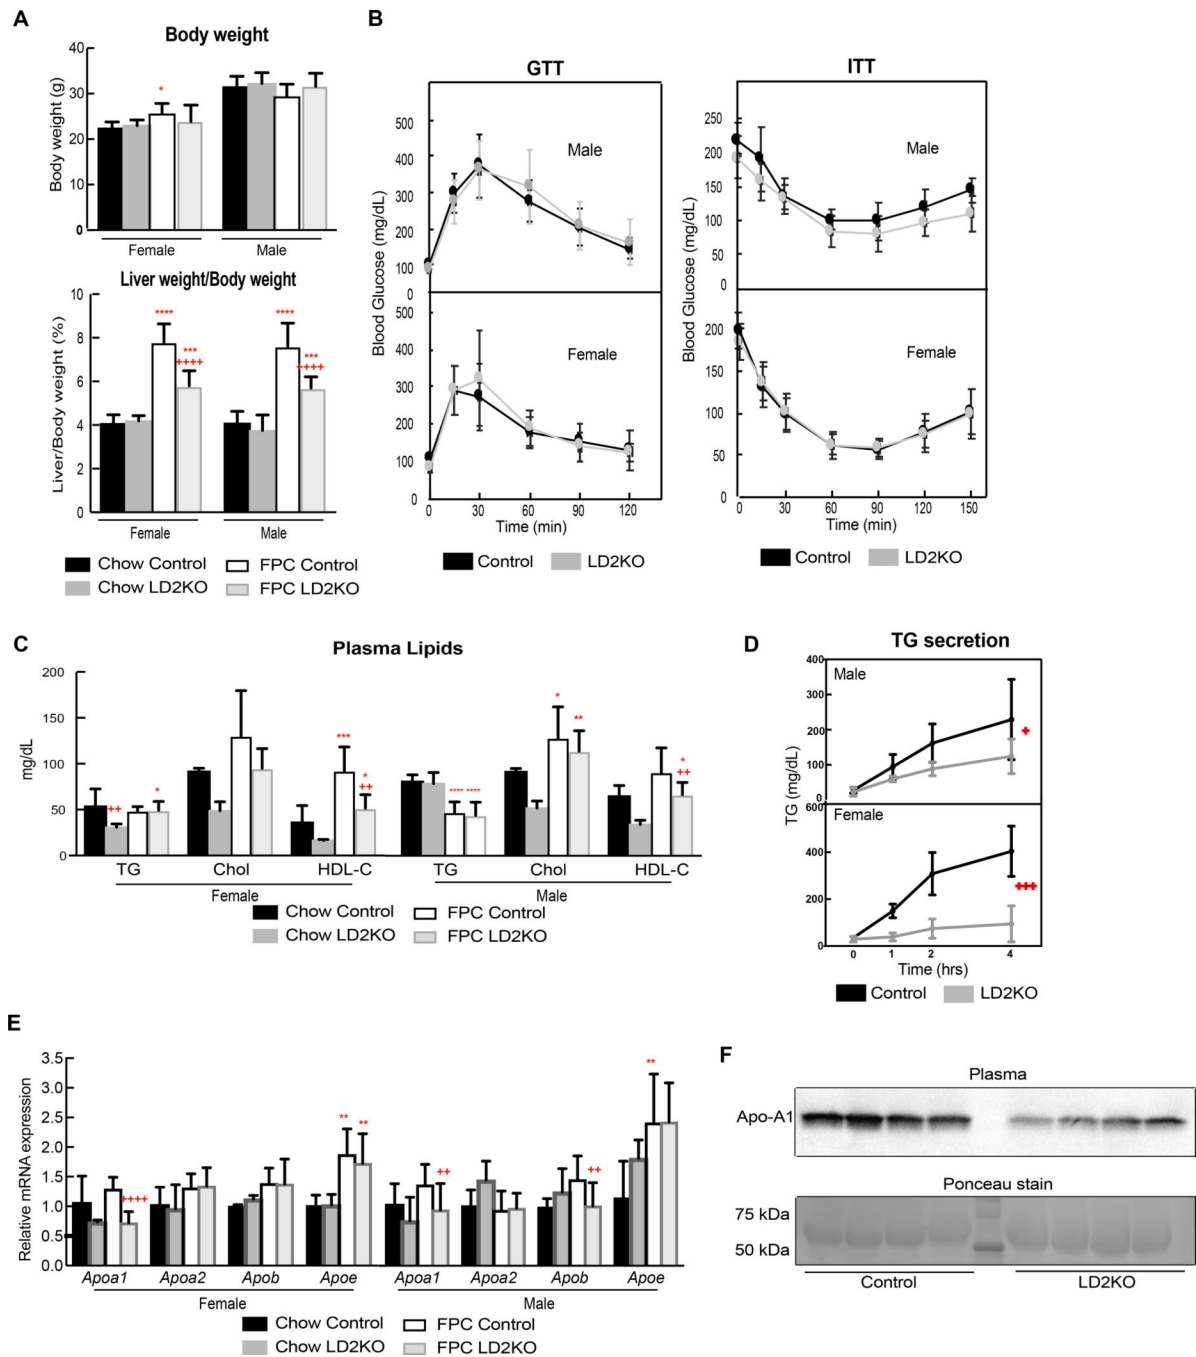 A
Body weight
Body weight (g)
40
30
20
10
0
Female
Male
*
Liver weight/Body weight
Liver/Body weight (%)
10
8
6
4
2
0
****
***
++++
****
***
++++
Female
Male
Chow Control
FPC Control
Chow LD2KO
FPC LD2KO
B
GTT
ITT
Blood Glucose (mg/dL)
500
400
300
200
100
0
Male
500
400
300
200
100
0
Female
0 30 60 90 120
Time (min)
Control
LD2KO
Blood Glucose (mg/dL)
250
200
150
100
50
0
Male
200
150
100
50
0
Female
0 30 60 90 120 150
Time (min)
Control
LD2KO
C
Plasma Lipids
mg/dL
200
150
100
50
0
++
*
***
*
++
****
****
*
**
*
++
TG Chol HDL-C TG Chol HDL-C
Female
Male
Chow Control
FPC Control
Chow LD2KO
FPC LD2KO
D
TG secretion
TG (mg/dL)
400
300
200
100
0
Male
+
600
400
200
0
Female
+++
0 1 2 4
Time (hrs)
Control
LD2KO
E
Relative mRNA expression
3.5
3.0
2.5
2.0
1.5
1.0
0.5
0.0
++++
**
**
++
++
**
Apoa1 Apoa2 Apob Apoe Apoa1 Apoa2 Apob Apoe
Female
Male
Chow Control
FPC Control
Chow LD2KO
FPC LD2KO
F
Plasma
Apo-A1
Ponceau stain
75 kDa
50 kDa
Control
LD2KO